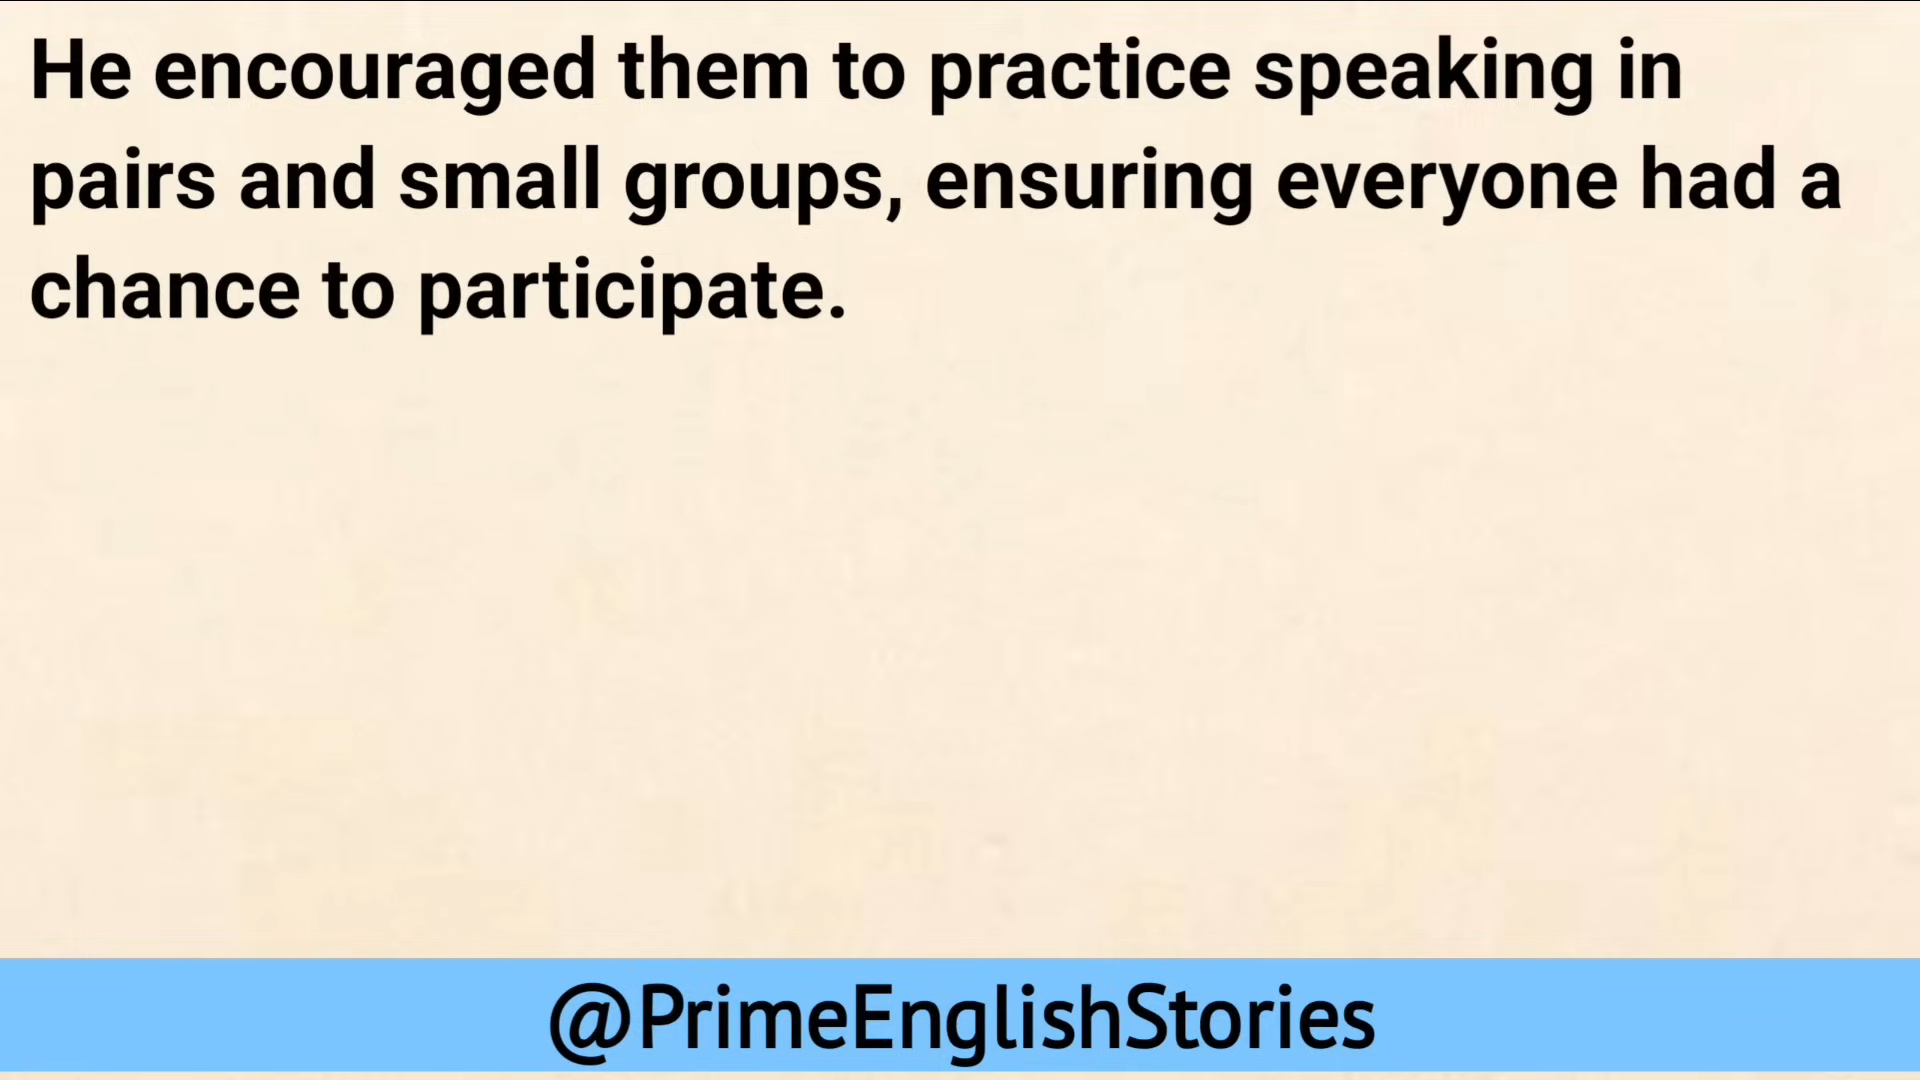 He encouraged them to practice speaking in
pairs and small groups, ensuring everyone had a
chance to participate.
@PrimeEnglishStories